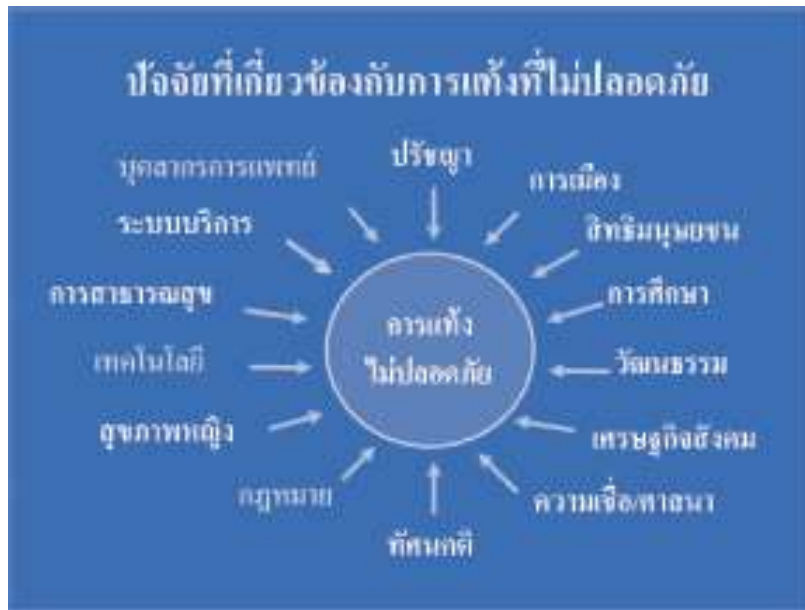 ปัจจัยที่เกี่ยวข้องกับการแท้งที่ไม่ปลอดภัย
ปรัชญา
บุคลากรการแพทย์
การเมือง
ระบบบริการ
สิทธิมนุษยชน
การสาธารณสุข
การศึกษา
การแท้ง
ไม่ปลอดภัย
เทคโนโลยี
วัฒนธรรม
สุขภาพหญิง
เศรษฐกิจสังคม
กฎหมาย
ความเชื่อ/ศาสนา
ทัศนคติ